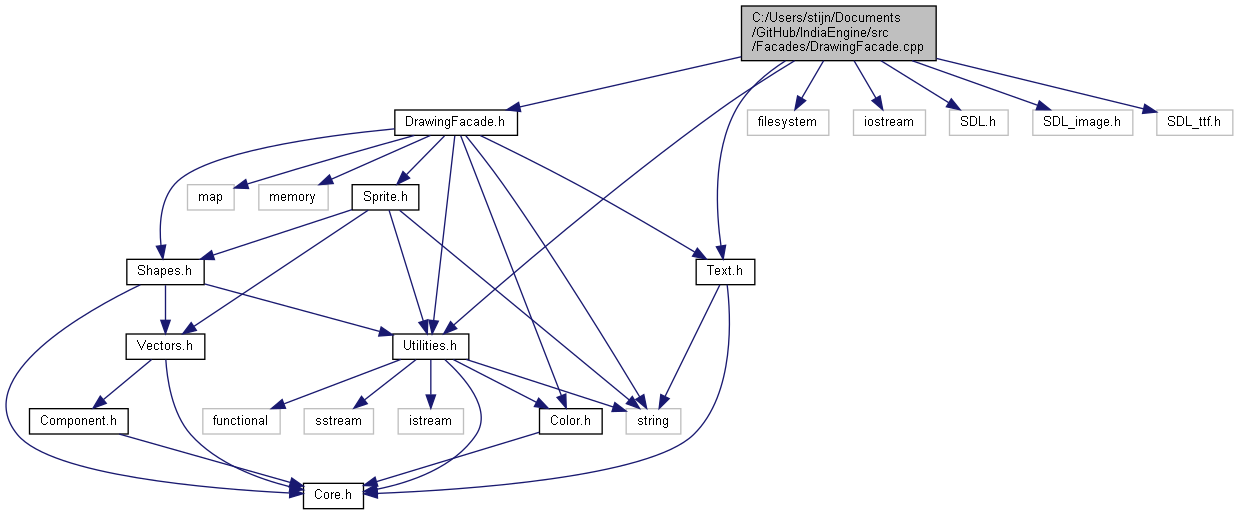 C:/Users/stijn/Documents
/GitHub/IndiaEngine/src
/Facades/DrawingFacade.cpp
DrawingFacade.h
filesystem
iostream
SDL.h
SDL_image.h
SDL_ttf.h
map
memory
Sprite.h
Shapes.h
Text.h
Vectors.h
Utilities.h
Component.h
functional
sstream
istream
Color.h
string
Core.h